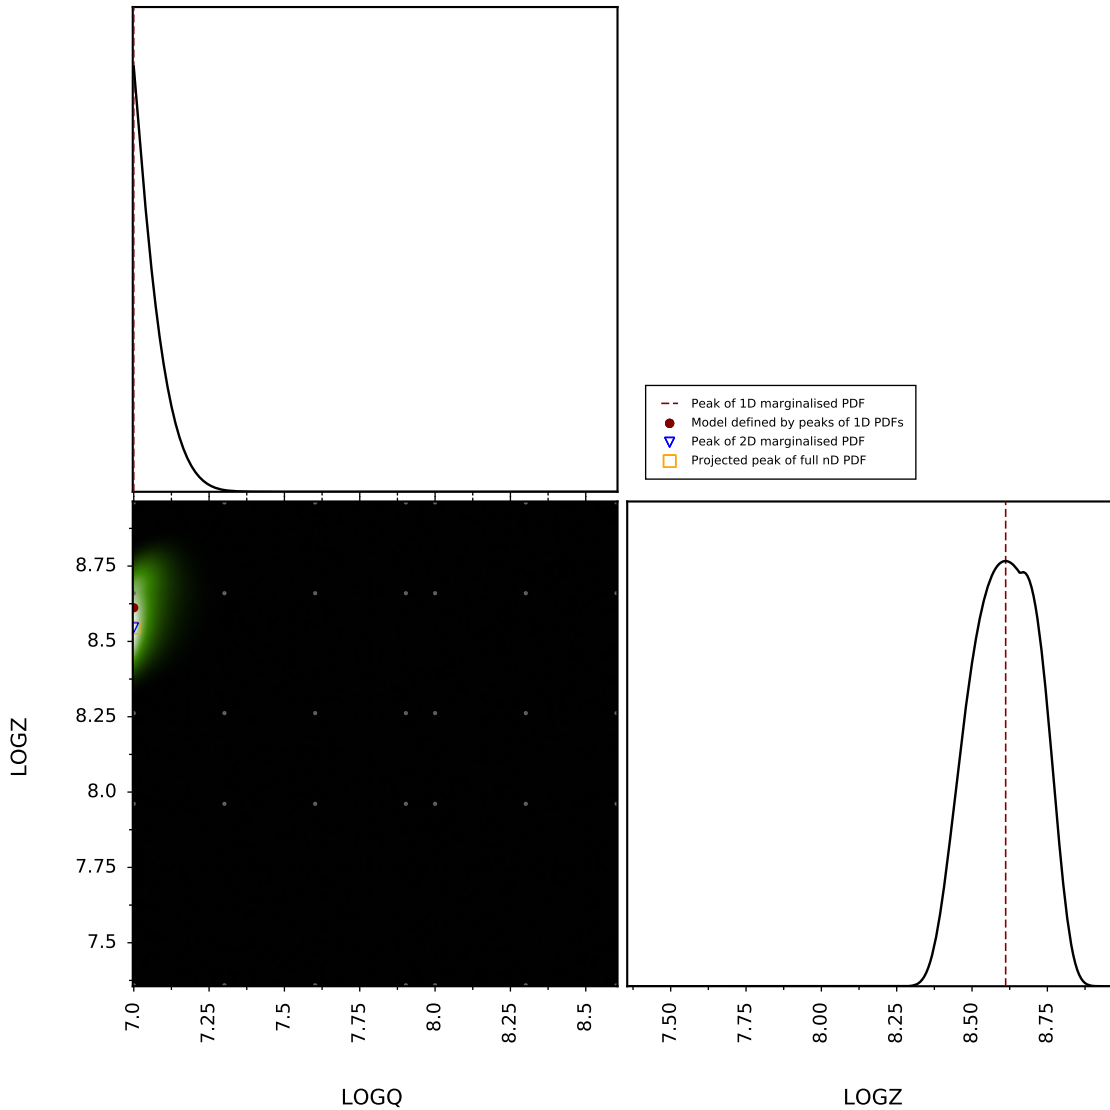 Peak of 1D marginalised PDF
Model defined by peaks of 1D PDFs
Peak of 2D marginalised PDF
Projected peak of full nD PDF
LOGZ
8.75
8.5
8.25
8.0
7.75
7.5
7.0
7.25
7.5
7.75
8.0
8.25
8.5
LOGQ
7.50
7.75
8.00
8.25
8.50
8.75
LOGZ